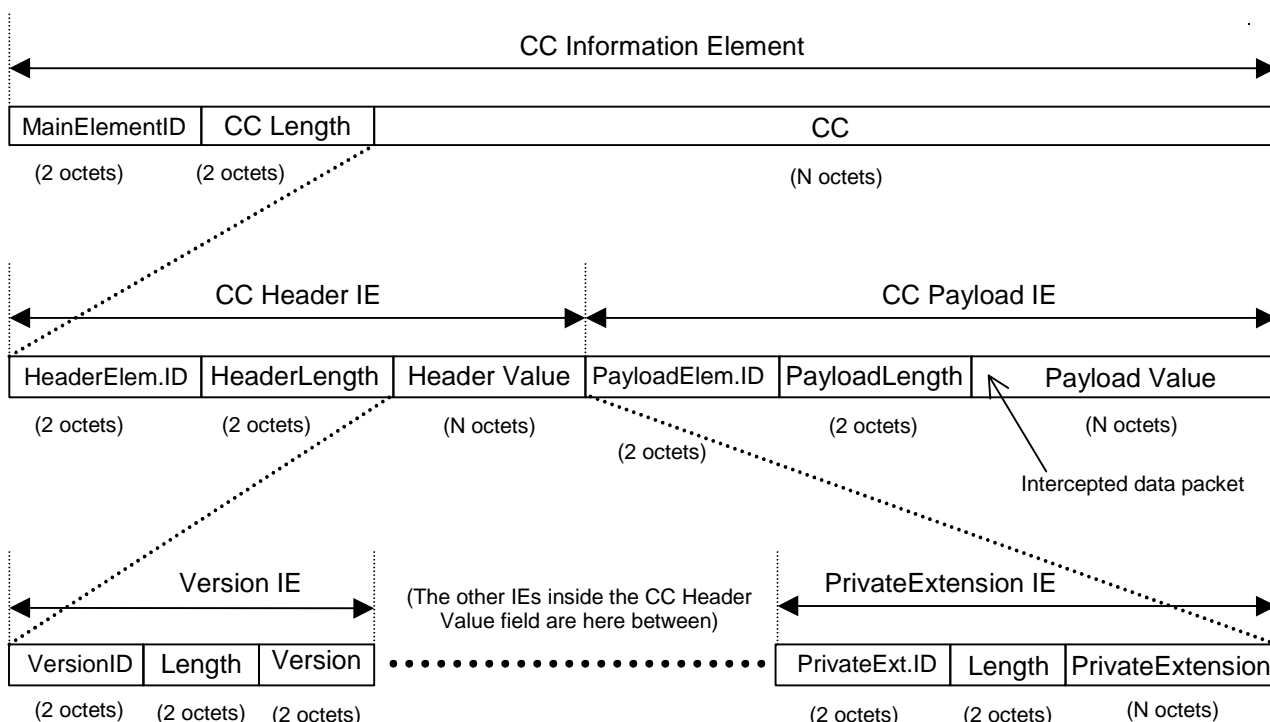 CC Information Element
MainElementID CC Length CC
(2 octets) (2 octets) (N octets)
CC Header IE CC Payload IE
HeaderElem.ID HeaderLength Header Value PayloadElem.ID PayloadLength Payload Value
(2 octets) (2 octets) (N octets) (2 octets) (2 octets) (N octets)
Intercepted data packet
Version IE (The other IEs inside the CC Header PrivateExtension IE
Value field are here between)
VersionID Length Version PrivateExt.ID Length PrivateExtension
(2 octets) (2 octets) (2 octets) (2 octets) (2 octets) (N octets)